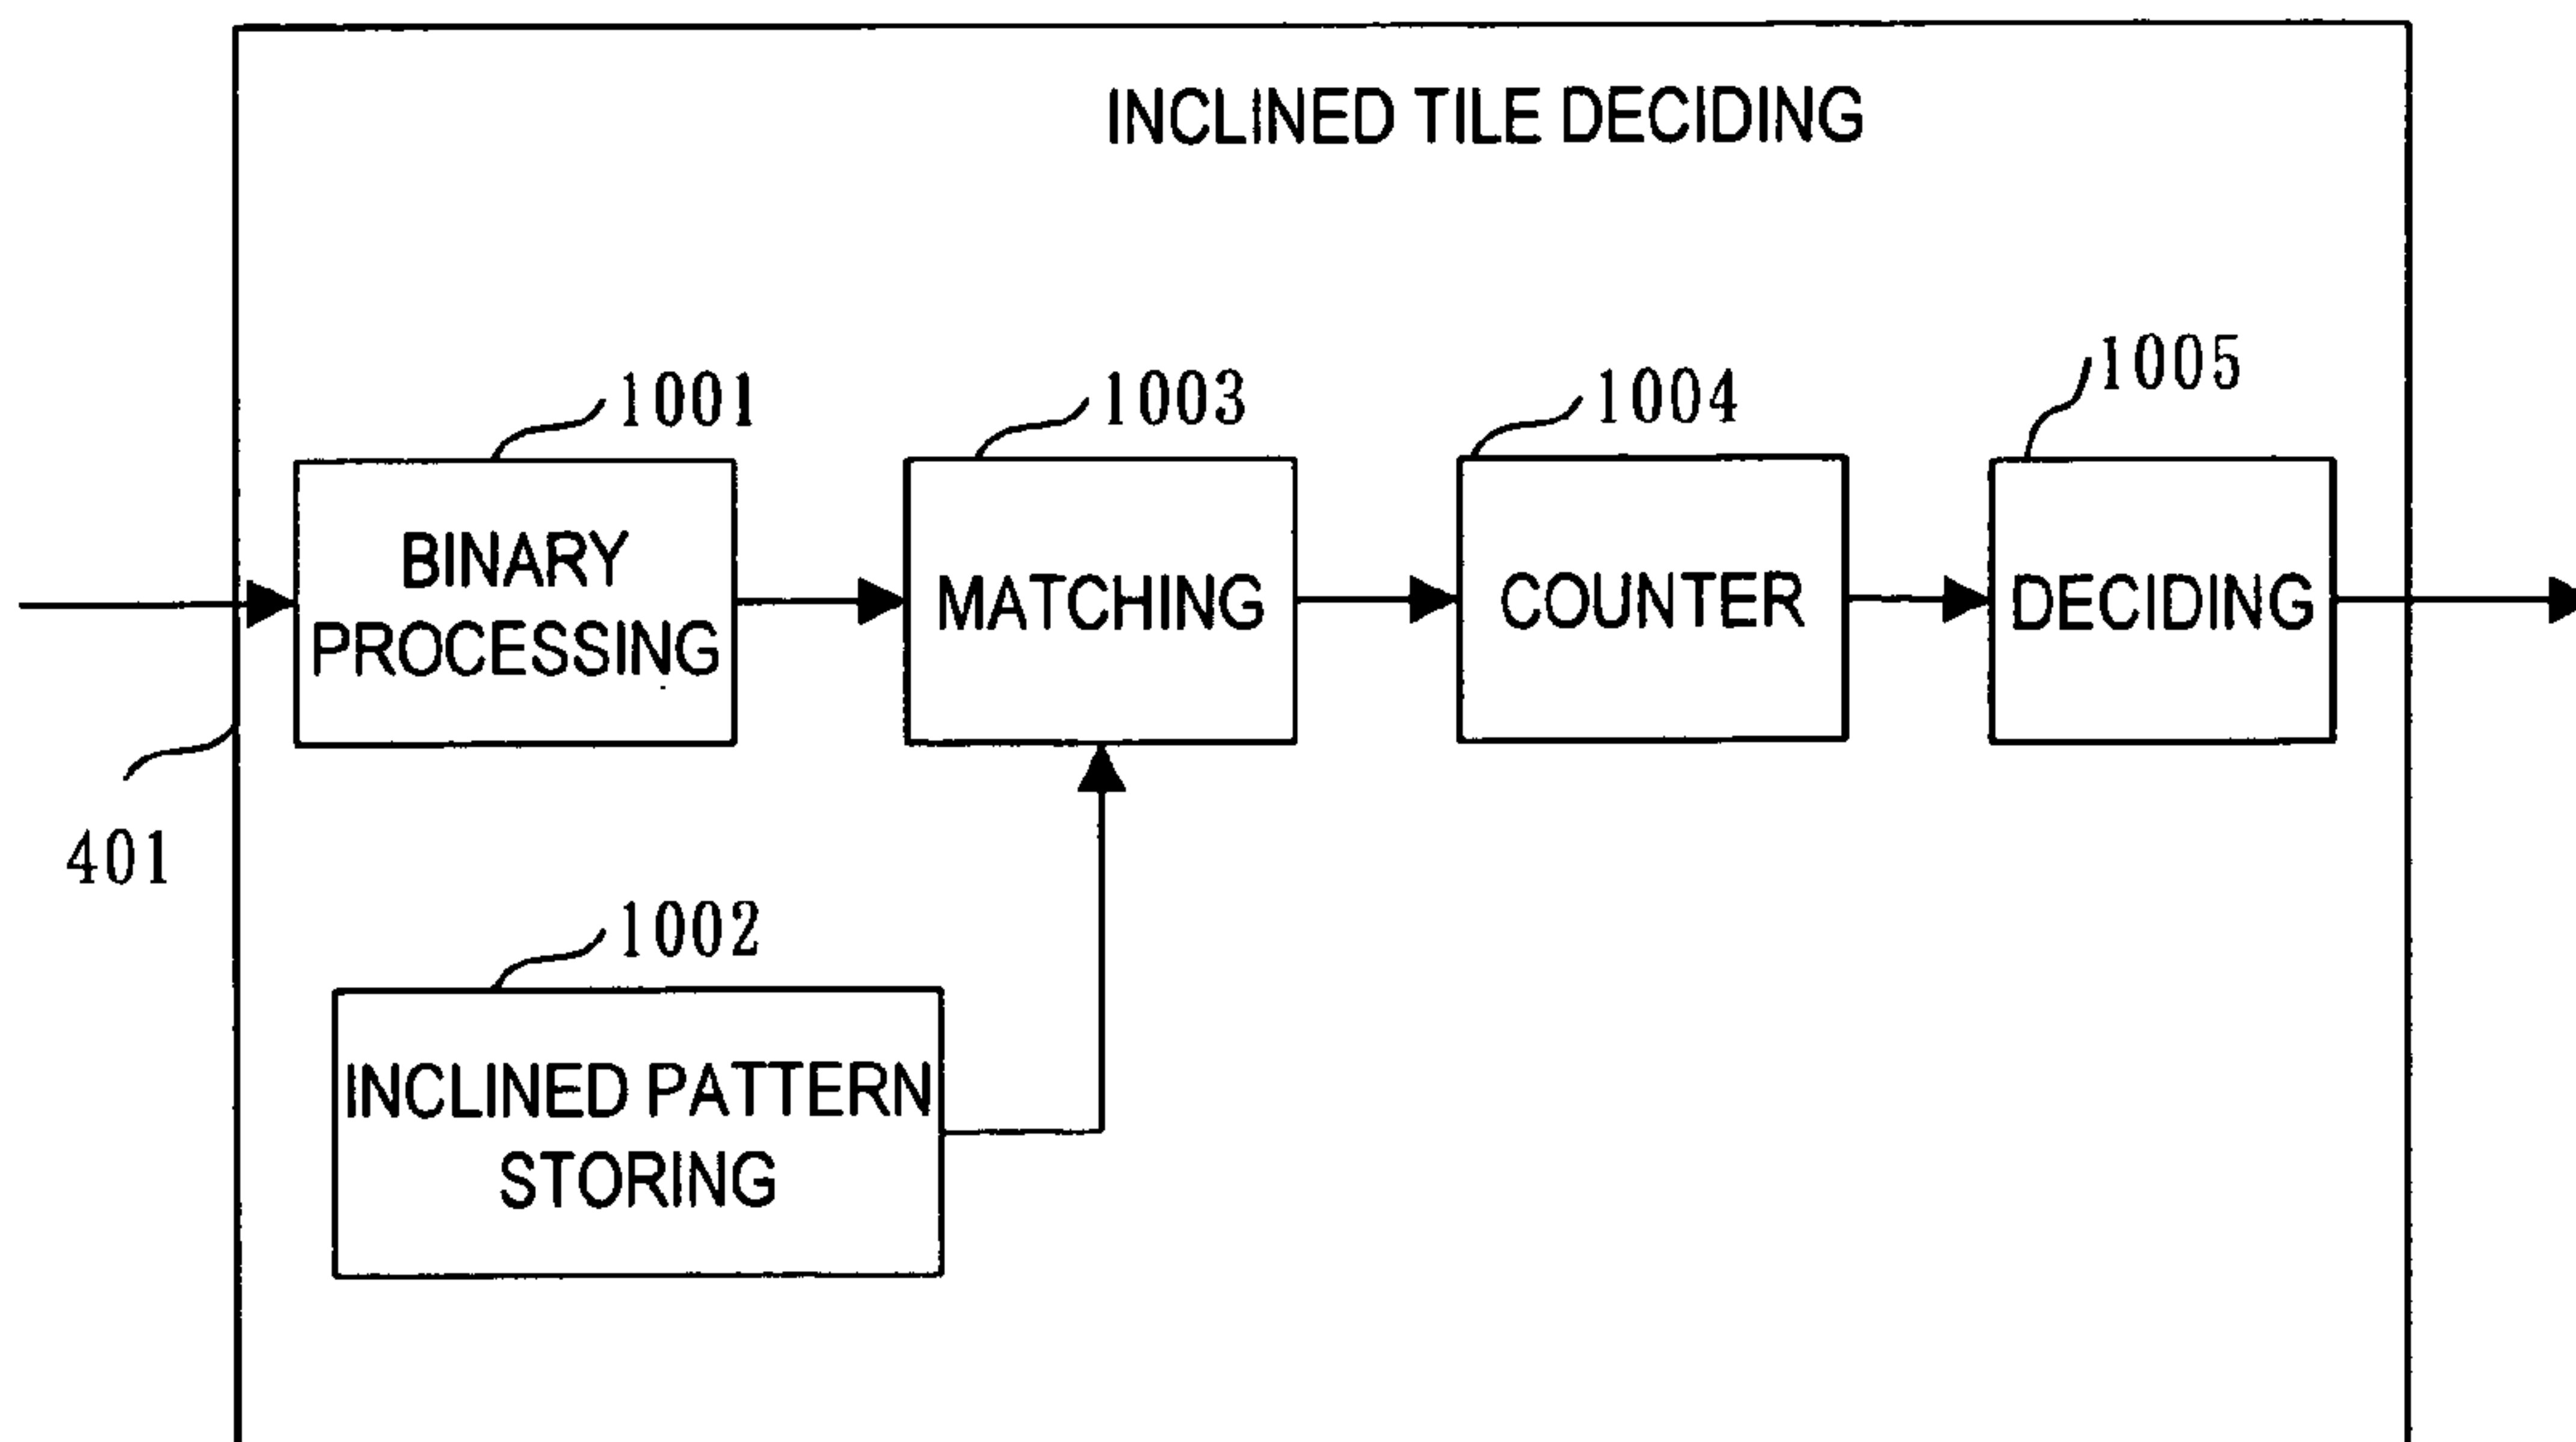 INCLINED TILE DECIDING
1001
1003
1004
1005
BINARY
PROCESSING
MATCHING
COUNTER
DECIDING
401
1002
INCLINED PATTERN
STORING